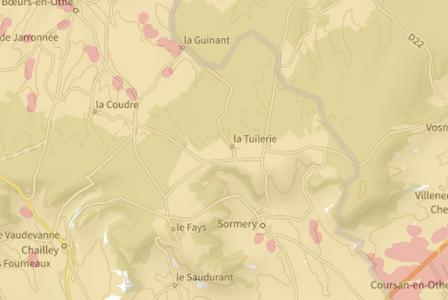 Bœurs-en-Othe
de Jarronnée
la Guinant
D22
la Coudre
Vosn
la Tuilerie
Villene
Che
le Fays
Sormery
e Vaudevanne
Chailley
s Fourneaux
le Saudurant
Coursan-en-Oth